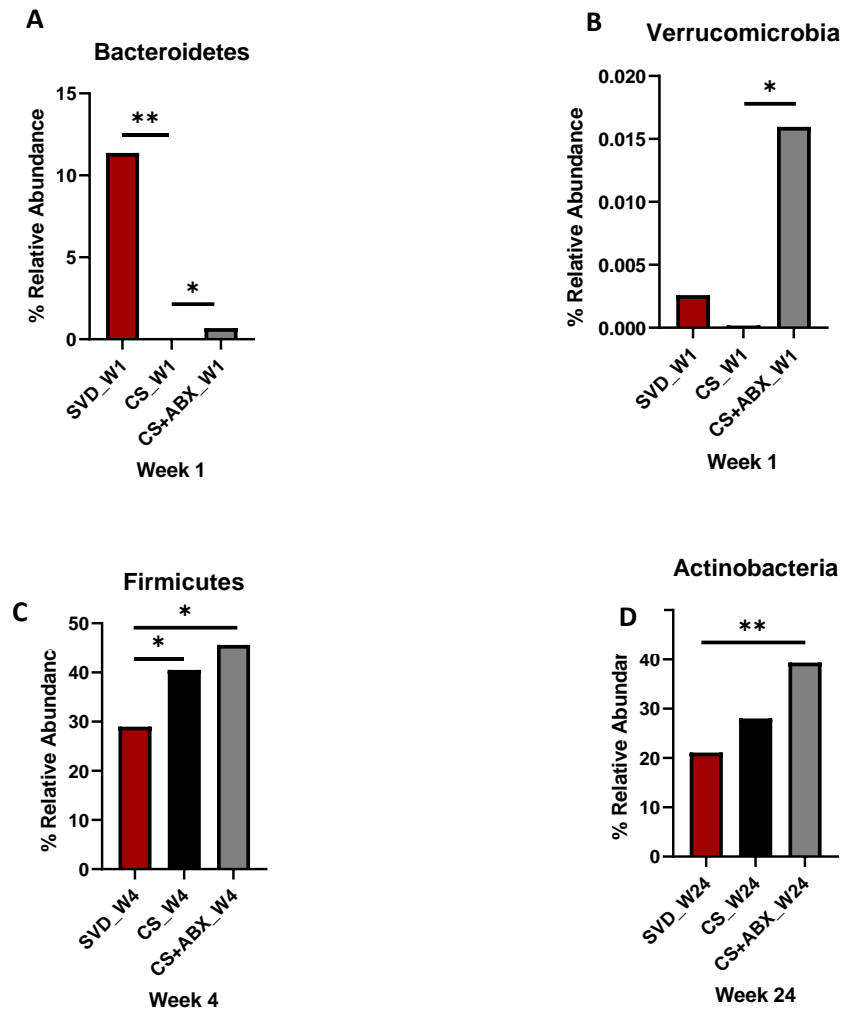 A
Bacteroidetes
% Relative Abundance
15
10
5
0
**
*
SVD_W1
CS_W1
CS+ABX_W1
Week 1
B
Verrucomicrobia
% Relative Abundance
0.020
0.015
0.010
0.005
0.000
*
SVD_W1
CS_W1
CS+ABX_W1
Week 1
C
Firmicutes
% Relative Abundanc
50
40
30
20
10
0
*
*
SVD_W4
CS_W4
CS+ABX_W4
Week 4
D
Actinobacteria
% Relative Abundar
40
30
20
10
0
**
SVD_W24
CS_W24
CS+ABX_W24
Week 24